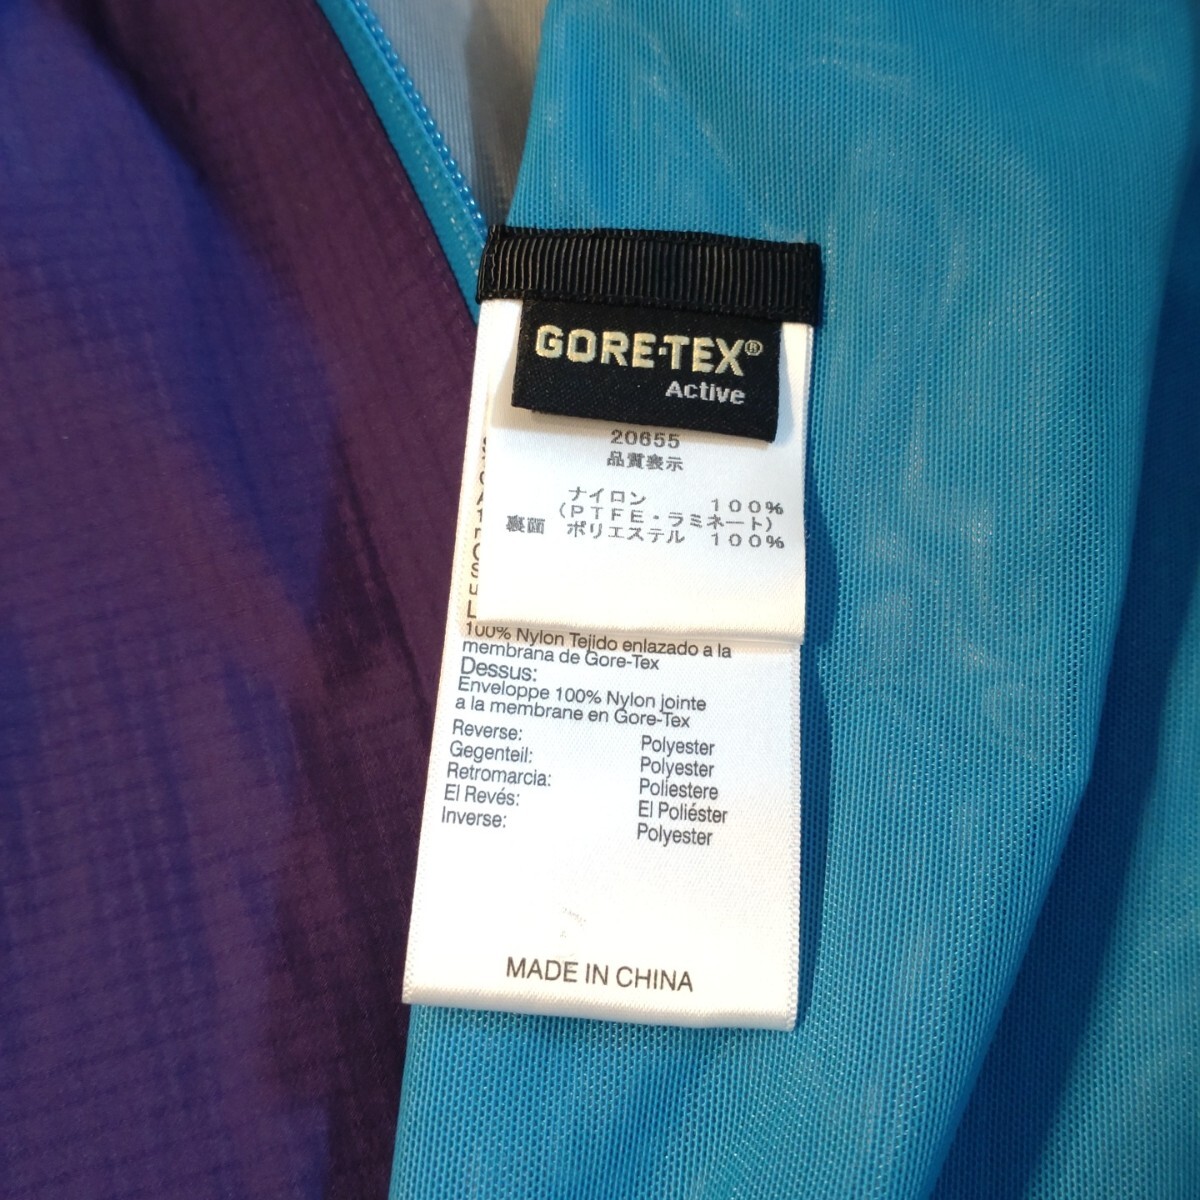 GORE-TEX®
Active
20655
品質表示
ナイロン 100%
(PTFE・ラミネート)
裏面 ポリエステル 100%
100% Nylon Tejido enlazado a la
membrana de Gore-Tex
Dessus:
Enveloppe 100% Nylon jointe
a la membrane en Gore-Tex
Reverse: Polyester
Gegenteil: Polyester
Retromarcia: Poliestere
El Revés: El Poliéster
Inverse: Polyester
MADE IN CHINA